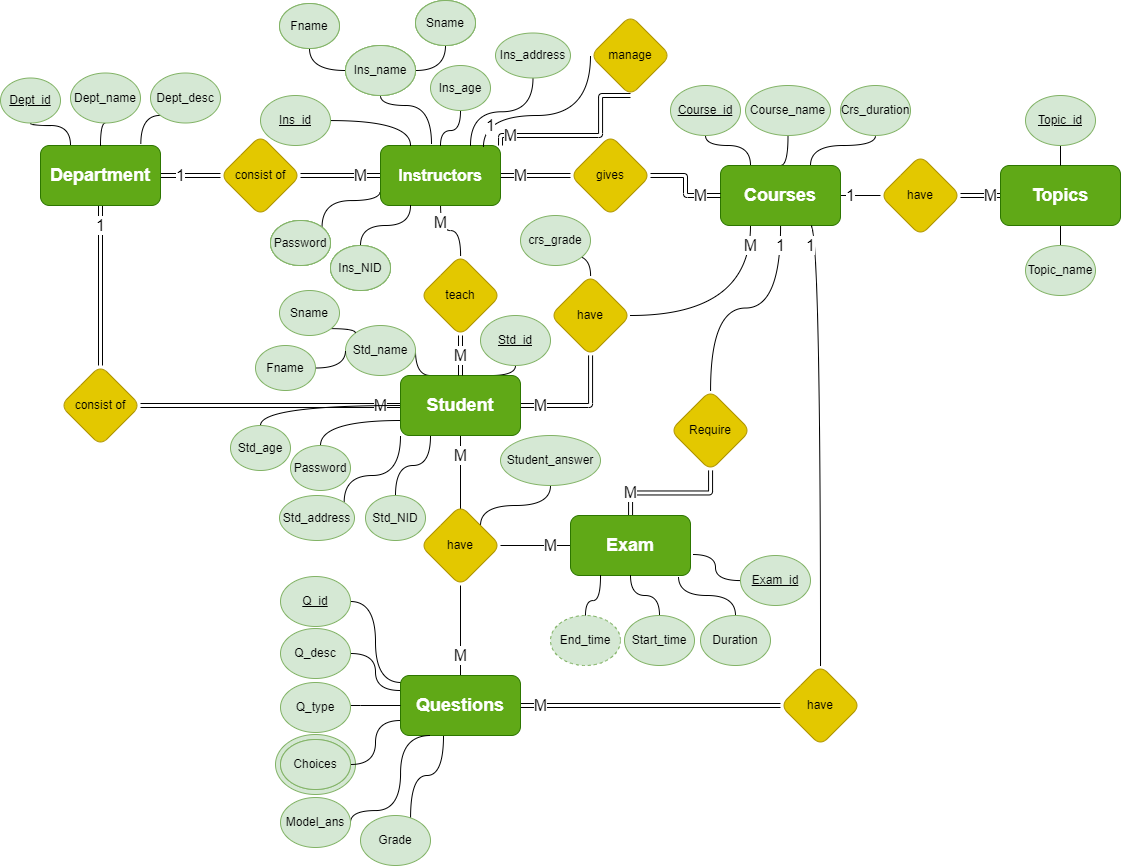 Fname
Sname
Ins_name
Ins_address
manage
Ins_age
Dept_id
Dept_name
Dept_desc
Ins_id
1
M
Course_id
Course_name
Crs_duration
Topic_id
Department
1
consist of
M
Instructors
M
gives
M
Courses
1
have
M
Topics
1
M
Password
Ins_NID
crs_grade
M
1
1
Topic_name
teach
Sname
have
Fname
Std_name
M
Std_id
consist of
M
Student
M
Std_age
Password
M
Student_answer
Require
Std_address
Std_NID
M
have
M
Exam
Exam_id
Q_id
End_time
Start_time
Duration
Q_desc
M
Q_type
Questions
M
have
Choices
Model_ans
Grade